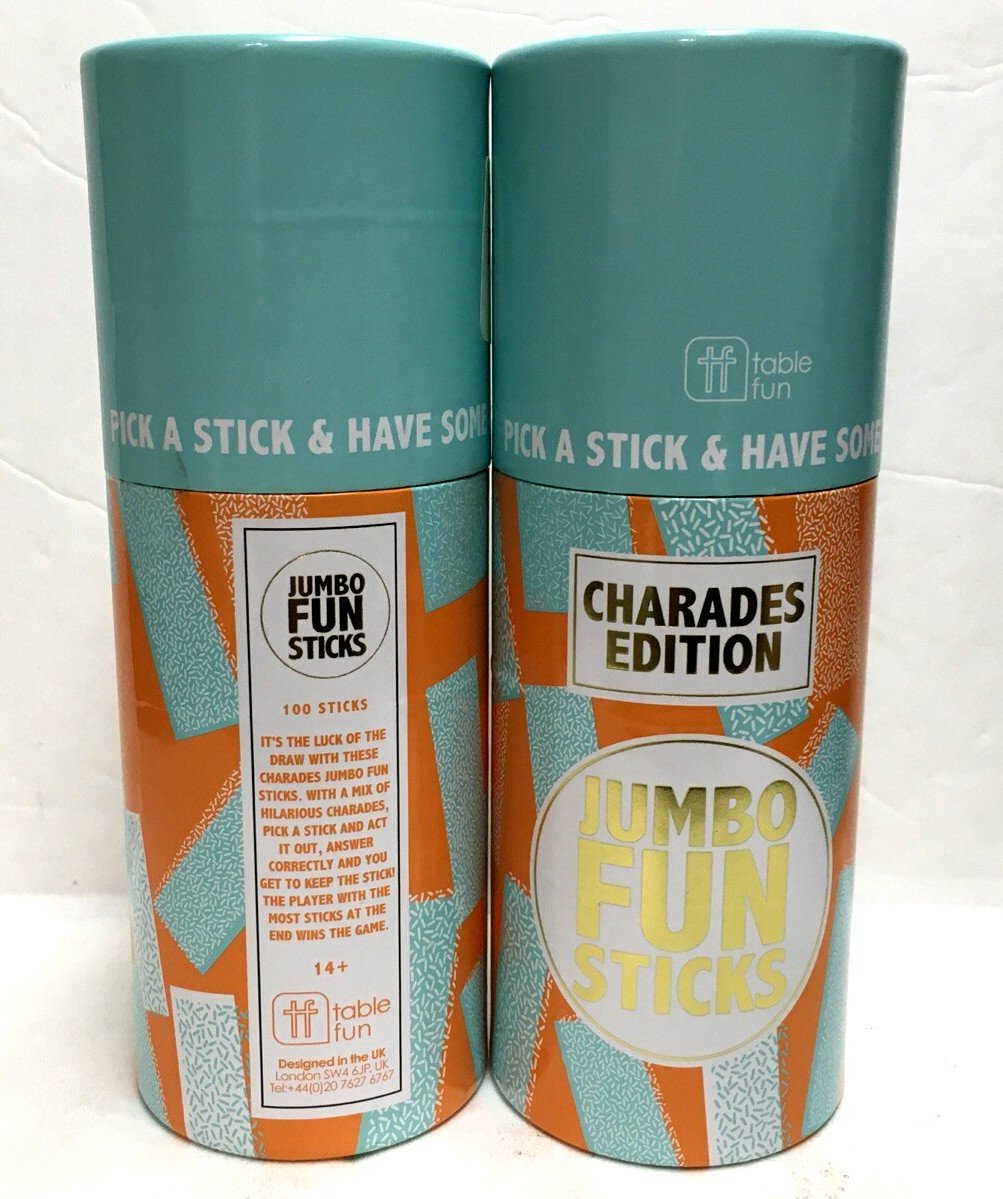 PICK A STICK & HAVE SOME
JUMBO
FUN
STICKS
100 STICKS
IT'S THE LUCK OF THE
DRAW WITH THESE
CHARADES JUMBO FUN
STICKS. WITH A MIX OF
HILARIOUS CHARADES,
PICK A STICK AND ACT
IT OUT, ANSWER
CORRECTLY AND YOU
GET TO KEEP THE STICK!
THE PLAYER WITH THE
MOST STICKS AT THE
END WINS THE GAME.
14+
tf table
fun
Designed in the UK
London SW4 6JP, UK
Tel:+44(0)20 7627 6767
tf table
fun
PICK A STICK & HAVE SOME
CHARADES
EDITION
JUMBO
FUN
STICKS